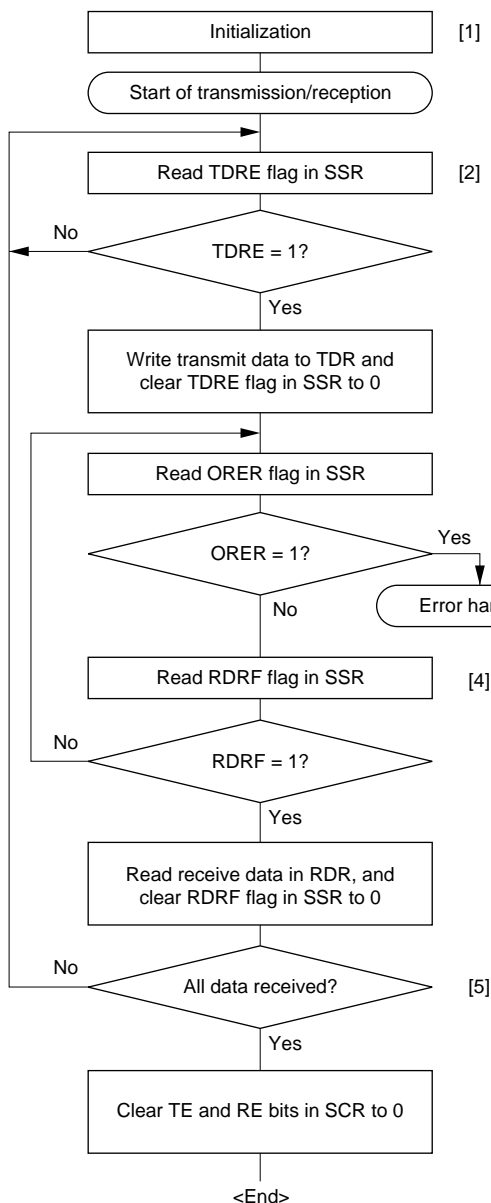 Initialization
[1]
Start of transmission/reception
Read TDRE flag in SSR
[2]
No
TDRE = 1?
Yes
Write transmit data to TDR and
clear TDRE flag in SSR to 0
Read ORER flag in SSR
Yes
ORER = 1?
No
Error har
Read RDRF flag in SSR
[4]
No
RDRF = 1?
Yes
Read receive data in RDR, and
clear RDRF flag in SSR to 0
No
All data received?
[5]
Yes
Clear TE and RE bits in SCR to 0
<End>